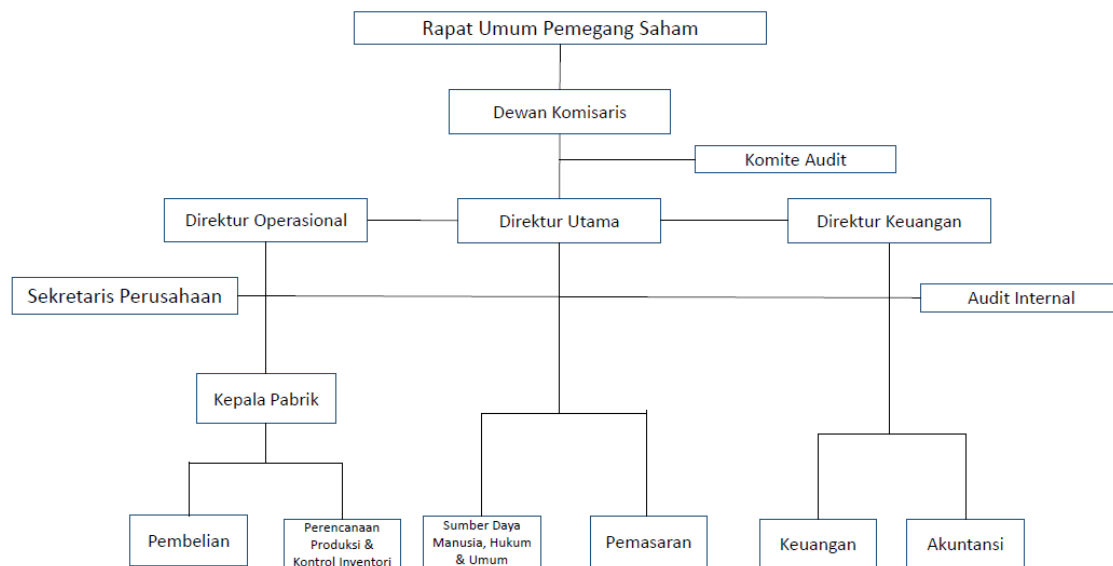 Rapat Umum Pemegang Saham
Dewan Komisaris
Komite Audit
Direktur Operasional
Direktur Utama
Direktur Keuangan
Sekretaris Perusahaan
Audit Internal
Kepala Pabrik
Pembelian
Perencanaan
Produksi &
Kontrol Inventori
Sumber Daya
Manusia, Hukum
& Umum
Pemasaran
Keuangan
Akuntansi